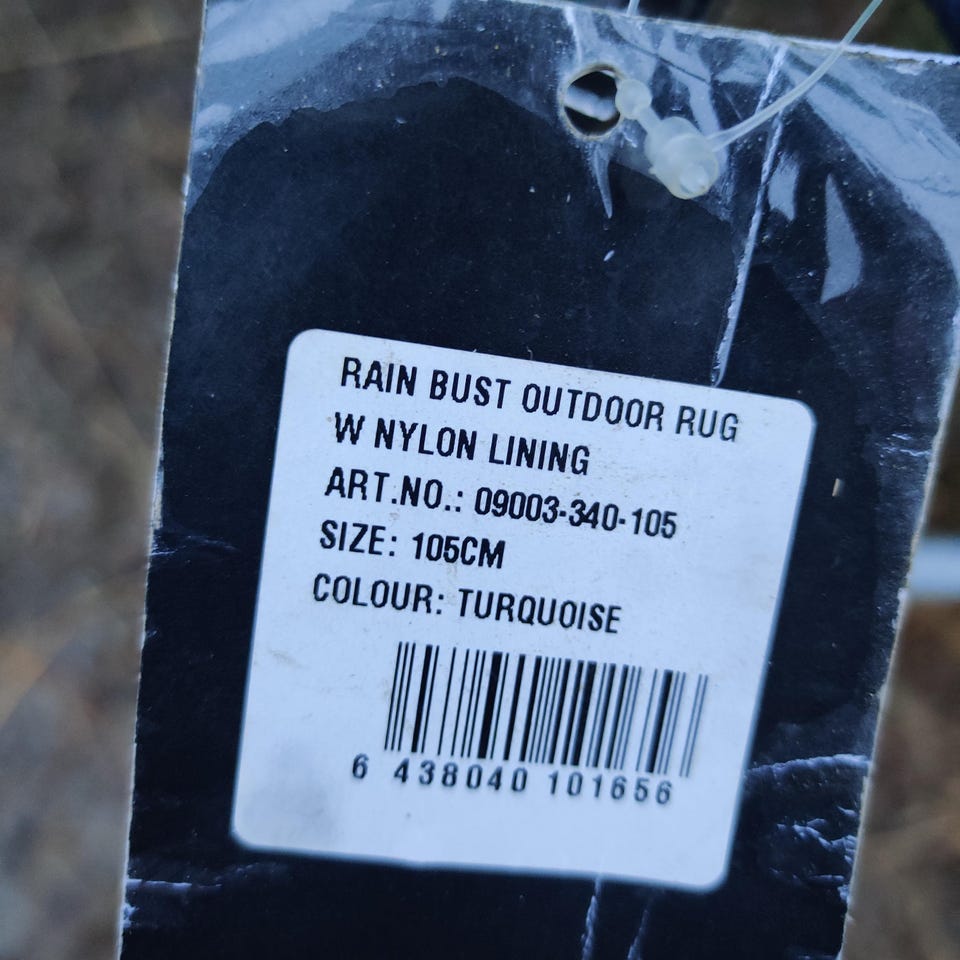 RAIN BUST OUTDOOR RUG
W NYLON LINING
ART.NO.: 09003-340-105
SIZE: 105CM
COLOUR: TURQUOISE
6 438040 101656